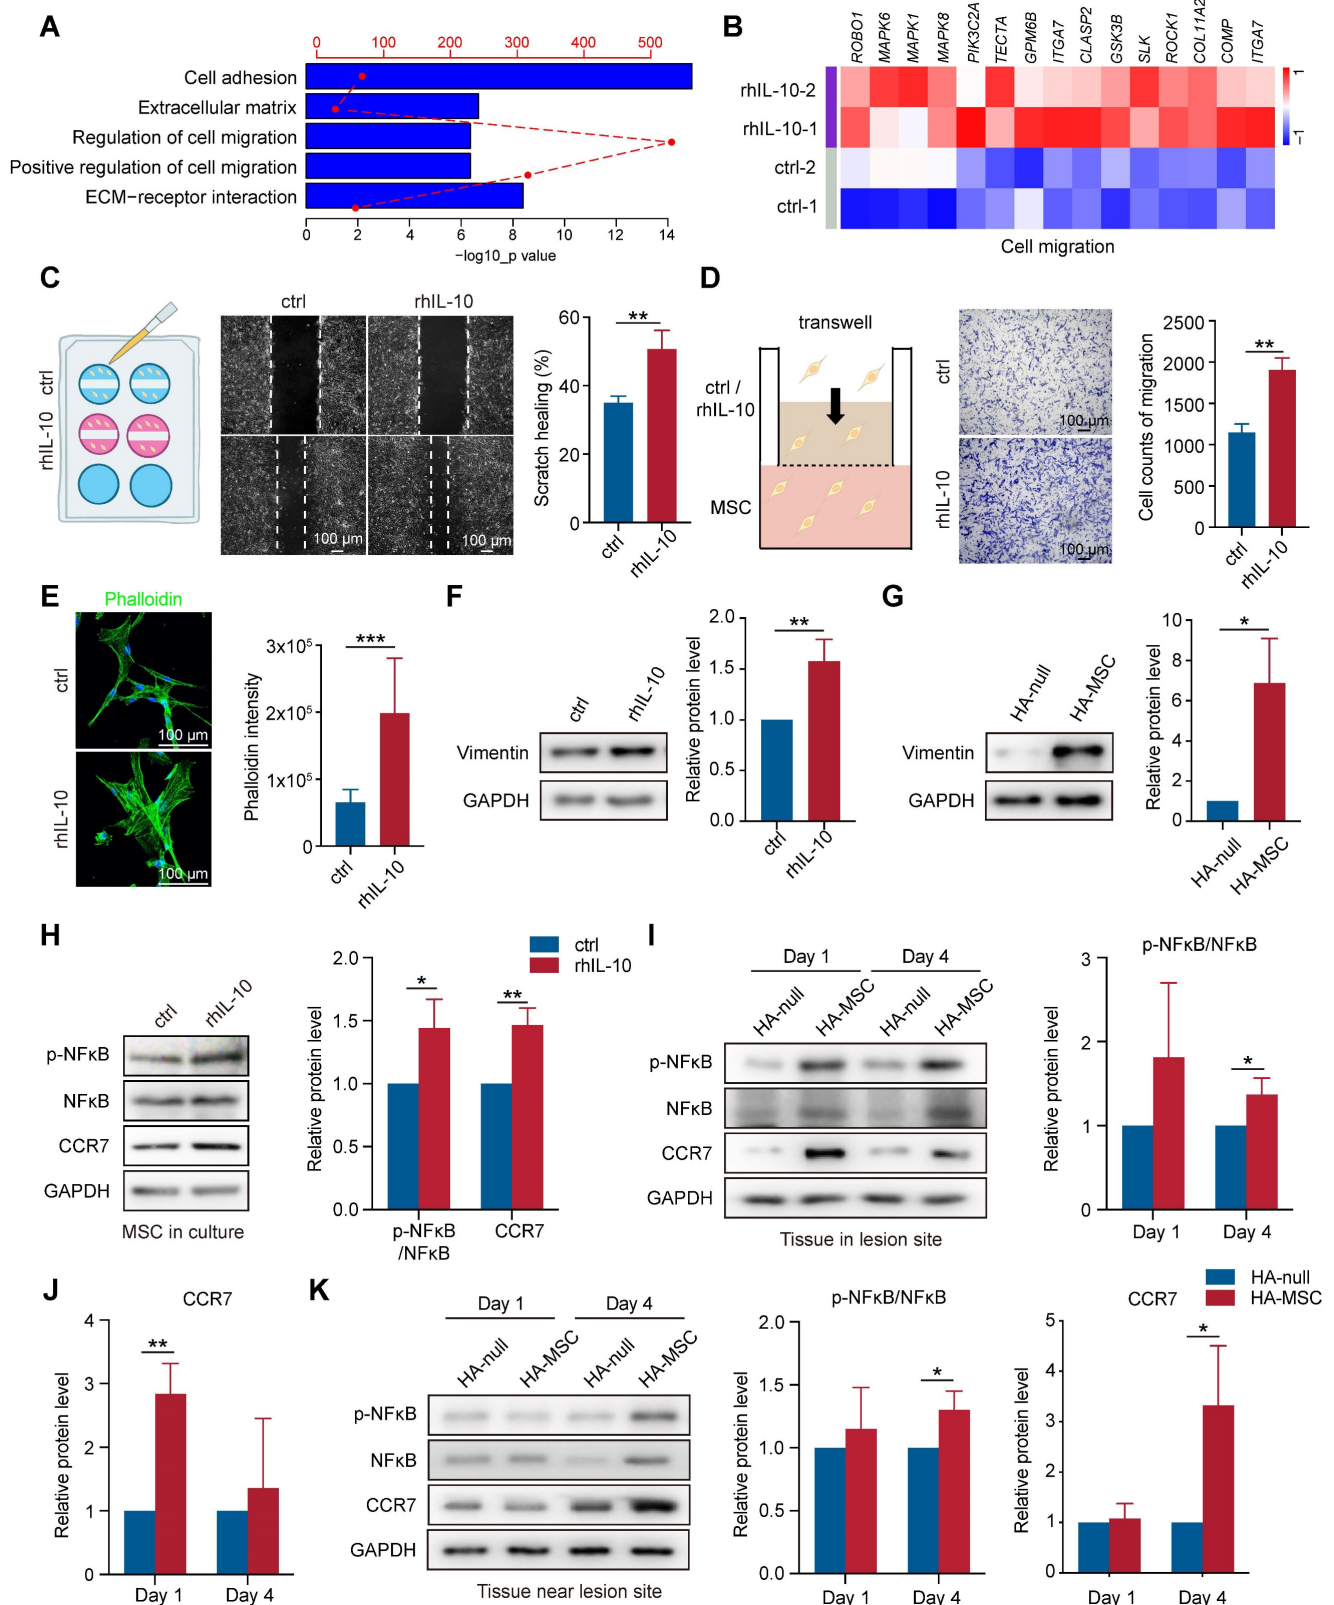 A
0 100 200 300 400 500
Cell adhesion
Extracellular matrix
Regulation of cell migration
Positive regulation of cell migration
ECM−receptor interaction
0 2 4 6 8 10 12 14
−log10_p value
B
ROBO1 MAPK6 MAPK1 MAPK8 PIK3C2A TECTA GPM6B ITGA7 CLASP2 GSK3B SLK ROCK1 COL11A2 COMP ITGA7
rhIL-10-2
rhIL-10-1
ctrl-2
ctrl-1
1
−1
Cell migration
C
ctrl
rhIL-10
ctrl rhIL-10
100 µm 100 µm
Scratch healing (%)
60
40
20
0
ctrl rhIL-10
**
D
transwell
ctrl /
rhIL-10
MSC
ctrl
100 µm
rhIL-10
100 µm
Cell counts of migration
2500
2000
1500
1000
500
0
**
ctrl rhIL-10
E
Phalloidin
ctrl
100 µm
rhIL-10
100 µm
Phalloidin intensity
3x10⁵
2x10⁵
1x10⁵
0
***
ctrl rhIL-10
F
ctrl rhIL-10
Vimentin
GAPDH
Relative protein level
2.0
1.5
1.0
0.5
0.0
**
ctrl rhIL-10
G
HA-null HA-MSC
Vimentin
GAPDH
Relative protein level
10
8
6
4
2
0
*
HA-null HA-MSC
H
ctrl rhIL-10
p-NFκB
NFκB
CCR7
GAPDH
MSC in culture
ctrl
rhIL-10
Relative protein level
2.0
1.5
1.0
0.5
0.0
* **
p-NFκB CCR7
/NFκB
I
Day 1 Day 4
HA-null HA-MSC HA-null HA-MSC
p-NFκB
NFκB
CCR7
GAPDH
Tissue in lesion site
p-NFκB/NFκB
Relative protein level
3
2
1
0
*
Day 1 Day 4
HA-null
HA-MSC
J
CCR7
Relative protein level
4
3
2
1
0
**
Day 1 Day 4
K
Day 1 Day 4
HA-null HA-MSC HA-null HA-MSC
p-NFκB
NFκB
CCR7
GAPDH
Tissue near lesion site
p-NFκB/NFκB
Relative protein level
2.0
1.5
1.0
0.5
0.0
*
Day 1 Day 4
CCR7
Relative protein level
5
4
3
2
1
0
*
Day 1 Day 4